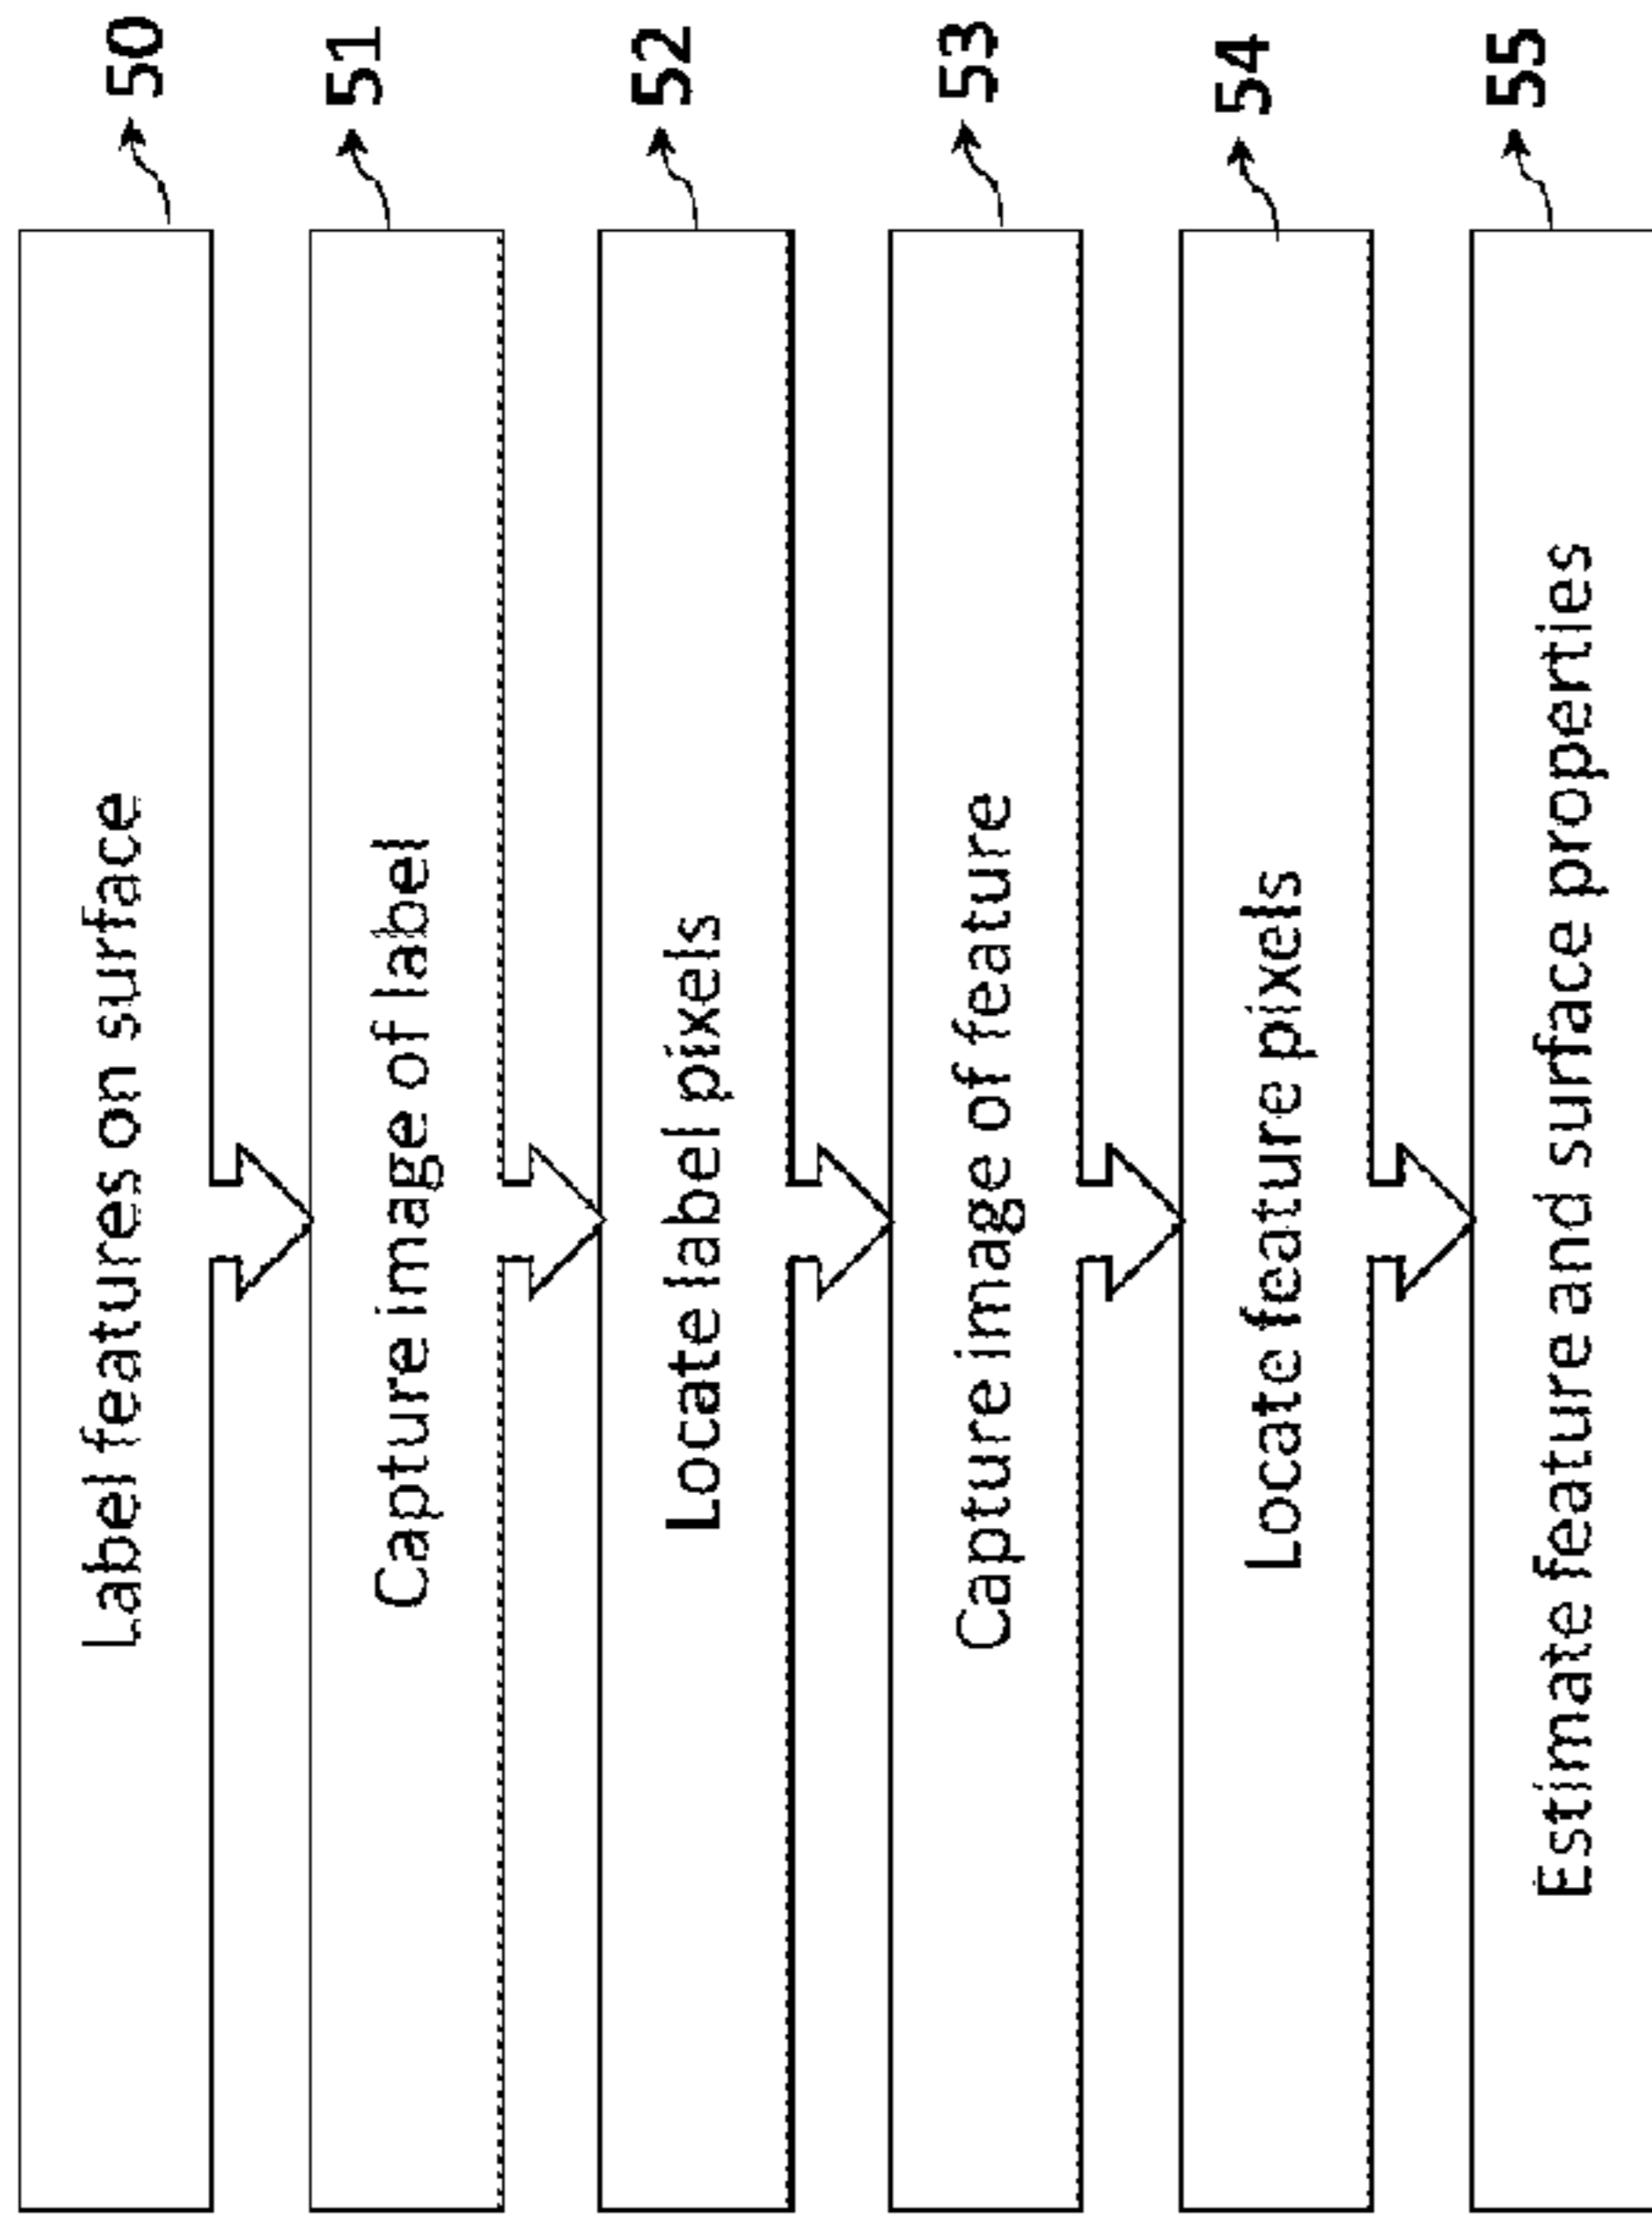 Label features on surface
50
Capture image of label
51
Locate label pixels
52
Capture image of feature
53
Locate feature pixels
54
Estimate feature and surface properties
55